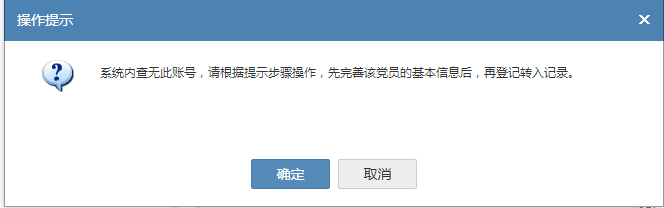 操作提示
系统内查无此账号，请根据提示步骤操作，先完善该党员的基本信息后，再登记转入记录。
确定
取消